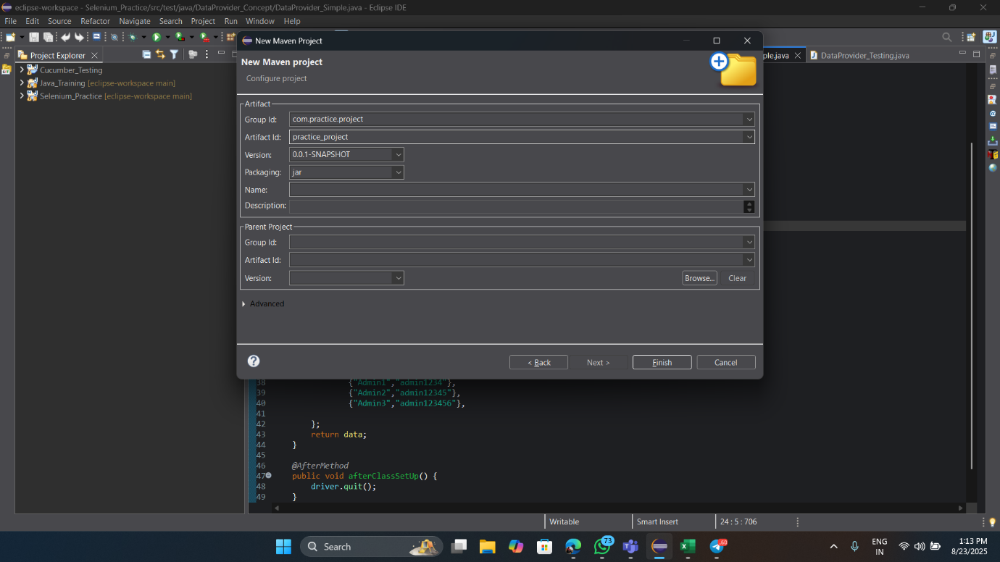 eclipse-workspace - Selenium_Practice/src/test/java/DataProvider_Concept/DataProvider_Simple.java - Eclipse IDE
File Edit Source Refactor Navigate Search Project Run Window Help
Project Explorer
Cucumber_Testing
Java_Training [eclipse-workspace main]
Selenium_Practice [eclipse-workspace main]
ple.java
DataProvider_Testing.java
New Maven Project
New Maven project
Configure project
Artifact
Group Id: com.practice.project
Artifact Id: practice_project
Version: 0.0.1-SNAPSHOT
Packaging: jar
Name:
Description:
Parent Project
Group Id:
Artifact Id:
Version:
Browse... Clear
Advanced
< Back Next > Finish Cancel
38 {"Admin1","admin1234"},
39 {"Admin2","admin12345"},
40 {"Admin3","admin123456"},
41
42 };
43 return data;
44 }
45
46 @AfterMethod
47 public void afterClassSetUp() {
48 driver.quit();
49 }
Writable Smart Insert 24 : 5 : 706
Search
73
60
ENG
IN
1:13 PM
8/23/2025